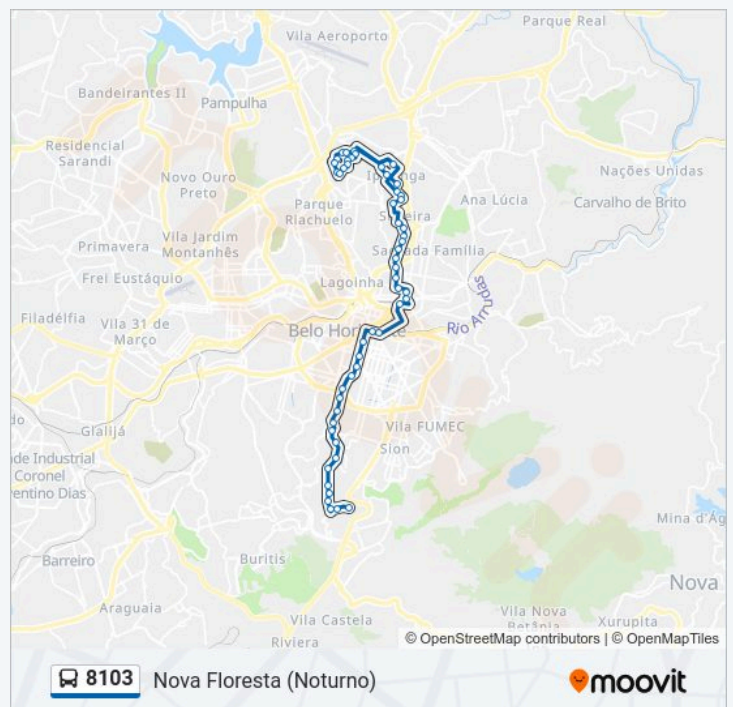 Parque Real
Vila Aeroporto
Bandeirantes II
Pampulha
Residencial
Sarandi
Nações Unidas
Novo Ouro
Preto
Ana Lúcia
Carvalho de Brito
Parque
Riachuelo
Vila Jardim
Montanhês
Primavera
Sagrada Família
Frei Eustáquio
Lagoinha
Rio Arrudas
Filadélfia
Vila 31 de
Março
Belo
Glalijá
Vila FUMEC
Sion
Industrial
Coronel
Dias
Mina d'Ág
Barreiro
Buritis
Nova
Araguaia
Vila Castela
Vila Nova
Betânia
Xurupita
Riviera
© OpenStreetMap contributors | © OpenMapTiles
8103 Nova Floresta (Noturno)
moovit